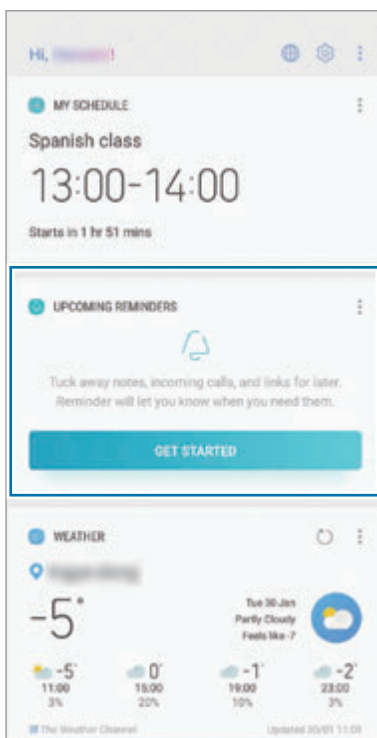 Hi, !
MY SCHEDULE
Spanish class
13:00-14:00
Starts in 1 hr 51 mins
UPCOMING REMINDERS
Tuck away notes, incoming calls, and links for later.
Reminder will let you know when you need them.
GET STARTED
WEATHER
-5°
Tue 30 Jan
Partly Cloudy
Feels like -7
-5° 0° -1° -2°
11:00 15:00 19:00 23:00
3% 20% 10% 3%
The Weather Channel Updated 30/01 11:09